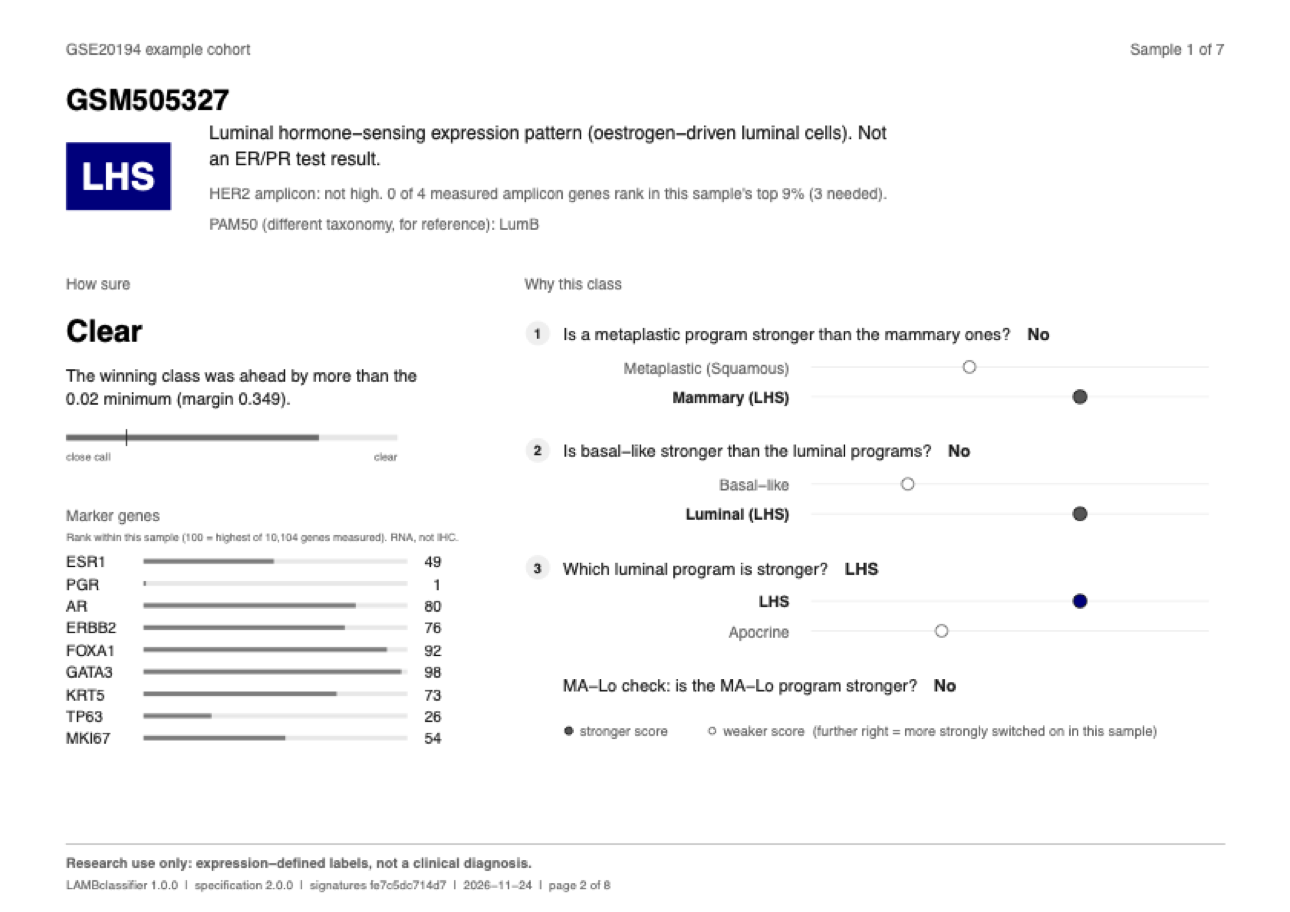 GSE20194 example cohort
Sample 1 of 7
GSM505327
LHS
Luminal hormone–sensing expression pattern (oestrogen–driven luminal cells). Not
an ER/PR test result.
HER2 amplicon: not high. 0 of 4 measured amplicon genes rank in this sample's top 9% (3 needed).
PAM50 (different taxonomy, for reference): LumB
How sure
Clear
The winning class was ahead by more than the
0.02 minimum (margin 0.349).
close call
clear
Marker genes
Rank within this sample (100 = highest of 10,104 genes measured). RNA, not IHC.
ESR1 49
PGR 1
AR 80
ERBB2 76
FOXA1 92
GATA3 98
KRT5 73
TP63 26
MKI67 54
Why this class
1 Is a metaplastic program stronger than the mammary ones? No
Metaplastic (Squamous)
Mammary (LHS)
2 Is basal–like stronger than the luminal programs? No
Basal–like
Luminal (LHS)
3 Which luminal program is stronger? LHS
LHS
Apocrine
MA–Lo check: is the MA–Lo program stronger? No
stronger score
weaker score (further right = more strongly switched on in this sample)
Research use only: expression–defined labels, not a clinical diagnosis.
LAMBclassifier 1.0.0 | specification 2.0.0 | signatures fe7c5dc714d7 | 2026–11–24 | page 2 of 8